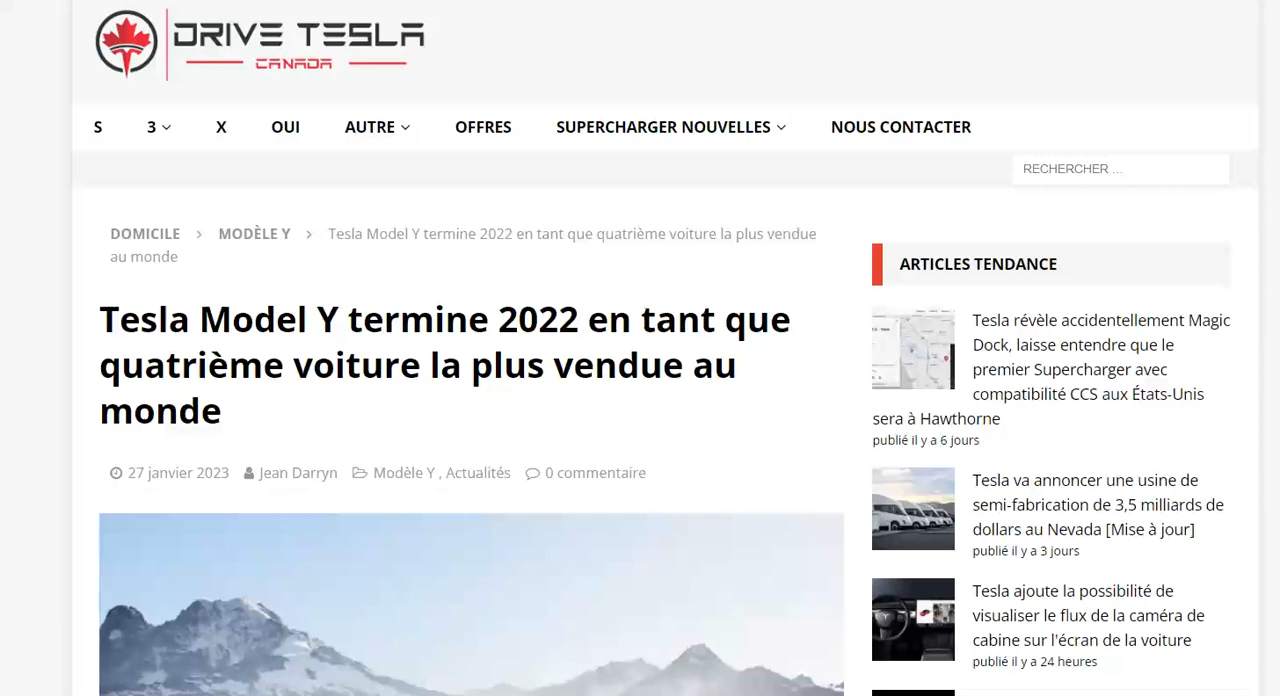 DRIVE TESLA
CANADA
S 3 X OUI AUTRE OFFRES SUPERCHARGER NOUVELLES NOUS CONTACTER
RECHERCHER …
DOMICILE > MODÈLE Y > Tesla Model Y termine 2022 en tant que quatrième voiture la plus vendue
au monde
Tesla Model Y termine 2022 en tant que
quatrième voiture la plus vendue au
monde
27 janvier 2023 Jean Darryn Modèle Y , Actualités 0 commentaire
ARTICLES TENDANCE
Tesla révèle accidentellement Magic
Dock, laisse entendre que le
premier Supercharger avec
compatibilité CCS aux États-Unis
sera à Hawthorne
publié il y a 6 jours
Tesla va annoncer une usine de
semi-fabrication de 3,5 milliards de
dollars au Nevada [Mise à jour]
publié il y a 3 jours
Tesla ajoute la possibilité de
visualiser le flux de la caméra de
cabine sur l'écran de la voiture
publié il y a 24 heures